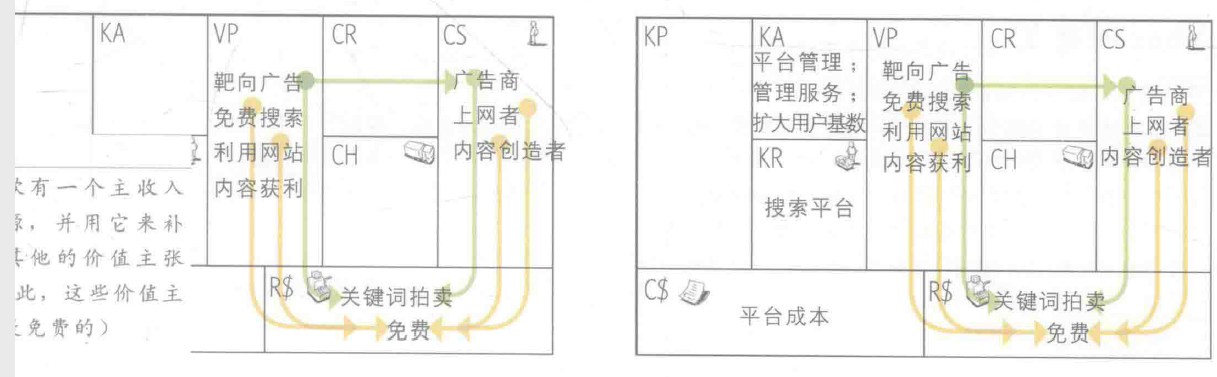 KA
VP
CR
CS
靶向广告
免费搜索
利用网站
内容获利
广告商
上网者
内容创造者
CH
有一个主收入
，并用它来补
他的价值主张
此，这些价值主
免费的）
R$
关键词拍卖
免费
KP
KA
平台管理；
管理服务；
扩大用户基数
VP
靶向广告
免费搜索
利用网站
内容获利
CR
CS
广告商
上网者
内容创造者
KR
搜索平台
CH
C$
平台成本
R$
关键词拍卖
免费